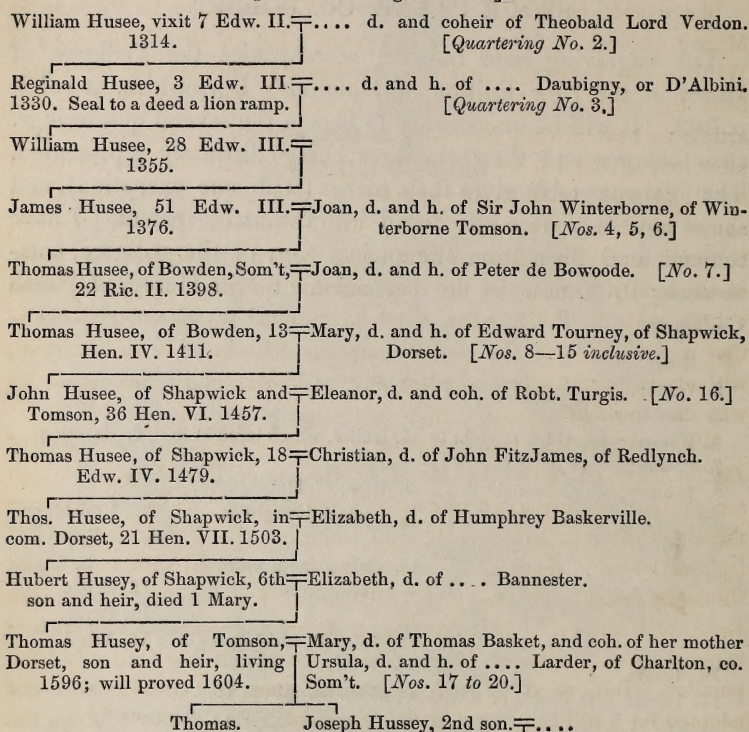 William Husee, vixit 7 Edw. II. .... d. and coheir of Theobald Lord Verdon.
1314. [Quartering No. 2.]
Reginald Husee, 3 Edw. III .... d. and h. of .... Daubigny, or D'Albini.
1330. Seal to a deed a lion ramp. [Quartering No. 3.]
William Husee, 28 Edw. III.
1355.
James Husee, 51 Edw. III. Joan, d. and h. of Sir John Winterborne, of Win-
1376. terborne Tomson. [Nos. 4, 5, 6.]
Thomas Husee, of Bowden, Som't, Joan, d. and h. of Peter de Bowoode. [No. 7.]
22 Ric. II. 1398.
Thomas Husee, of Bowden, 13 Mary, d. and h. of Edward Tourney, of Shapwick,
Hen. IV. 1411. Dorset. [Nos. 8—15 inclusive.]
John Husee, of Shapwick and Eleanor, d. and coh. of Robt. Turgis. [No. 16.]
Tomson, 36 Hen. VI. 1457.
Thomas Husee, of Shapwick, 18 Christian, d. of John FitzJames, of Redlynch.
Edw. IV. 1479.
Thos. Husee, of Shapwick, in Elizabeth, d. of Humphrey Baskerville.
com. Dorset, 21 Hen. VII. 1503.
Hubert Husey, of Shapwick, 6th Elizabeth, d. of .... Bannester.
son and heir, died 1 Mary.
Thomas Husey, of Tomson, Mary, d. of Thomas Basket, and coh. of her mother
Dorset, son and heir, living Ursula, d. and h. of .... Larder, of Charlton, co.
1596; will proved 1604. Som't. [Nos. 17 to 20.]
Thomas. Joseph Hussey, 2nd son. ....